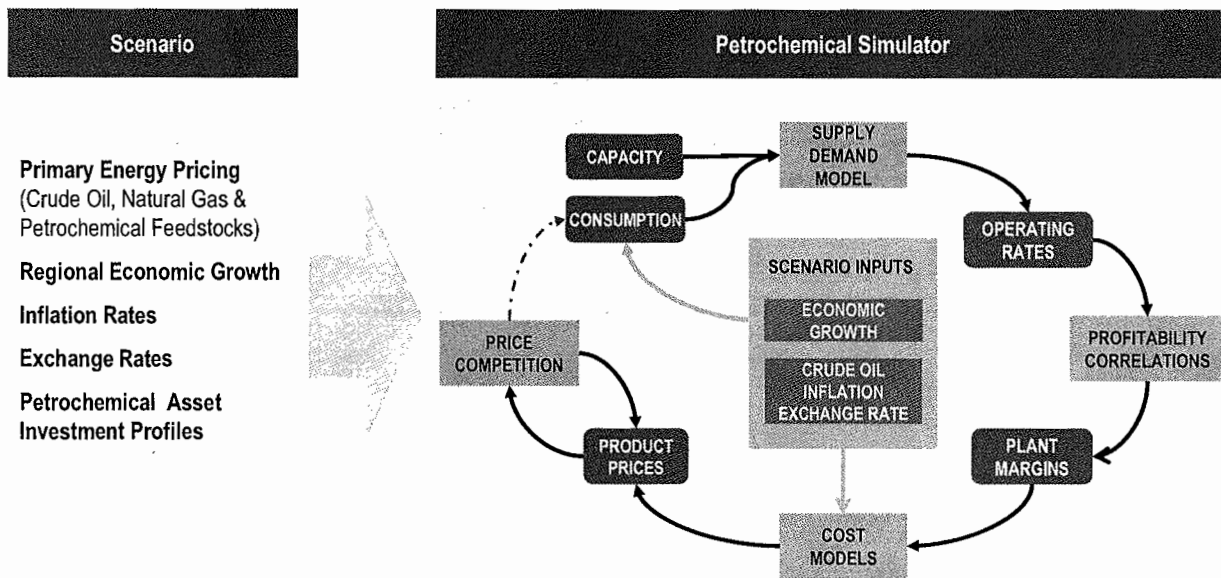 Scenario
Petrochemical Simulator
Primary Energy Pricing
(Crude Oil, Natural Gas &
Petrochemical Feedstocks)
Regional Economic Growth
Inflation Rates
Exchange Rates
Petrochemical Asset
Investment Profiles
CAPACITY
CONSUMPTION
SUPPLY
DEMAND
MODEL
OPERATING
RATES
SCENARIO INPUTS
ECONOMIC
GROWTH
CRUDE OIL
INFLATION
EXCHANGE RATE
PRICE
COMPETITION
PROFITABILITY
CORRELATIONS
PRODUCT
PRICES
PLANT
MARGINS
COST
MODELS